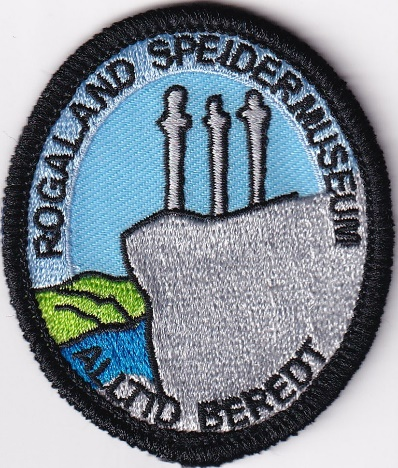 ROGALAND SPEIDERMUSEUM
ALLTID BEREDT